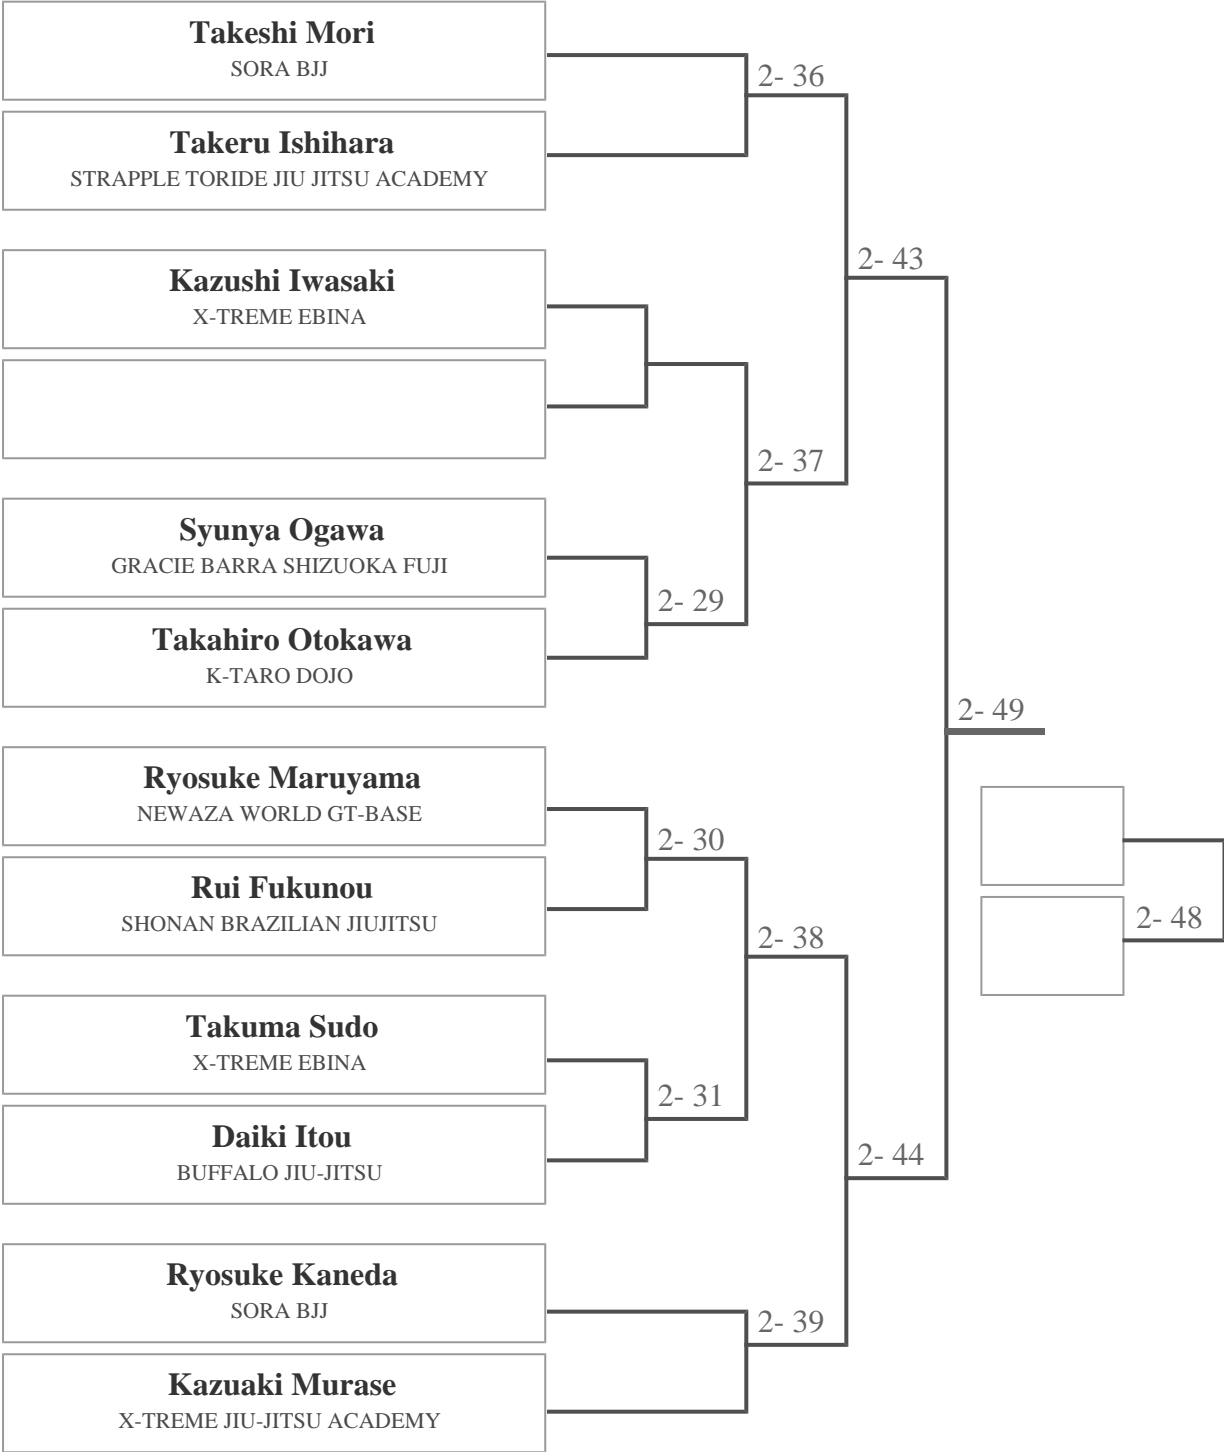 Takeshi Mori
SORA BJJ
2- 36
Takeru Ishihara
STRAPPLE TORIDE JIU JITSU ACADEMY
Kazushi Iwasaki
X-TREME EBINA
2- 43
2- 37
Syunya Ogawa
GRACIE BARRA SHIZUOKA FUJI
2- 29
Takahiro Otokawa
K-TARO DOJO
2- 49
Ryosuke Maruyama
NEWAZA WORLD GT-BASE
2- 30
Rui Fukunou
SHONAN BRAZILIAN JIUJITSU
2- 48
2- 38
Takuma Sudo
X-TREME EBINA
2- 31
Daiki Itou
BUFFALO JIU-JITSU
2- 44
Ryosuke Kaneda
SORA BJJ
2- 39
Kazuaki Murase
X-TREME JIU-JITSU ACADEMY